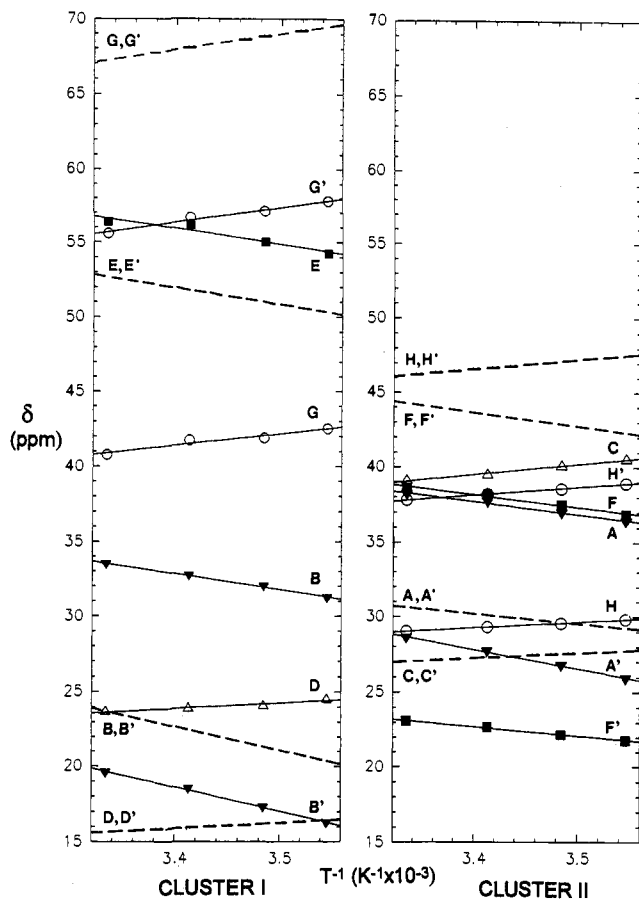 70
65
60
55
50
45
40
35
30
25
20
15
δ
(ppm)
G,G'
G'
E
E,E'
G
B
D
B,B'
B'
D,D'
3.4
3.5
CLUSTER I
70
65
60
55
50
45
40
35
30
25
20
15
H,H'
F,F'
C
H'
F
A
A,A'
H
C,C'
A'
F'
3.4
3.5
CLUSTER II
T⁻¹ (K⁻¹x10⁻³)